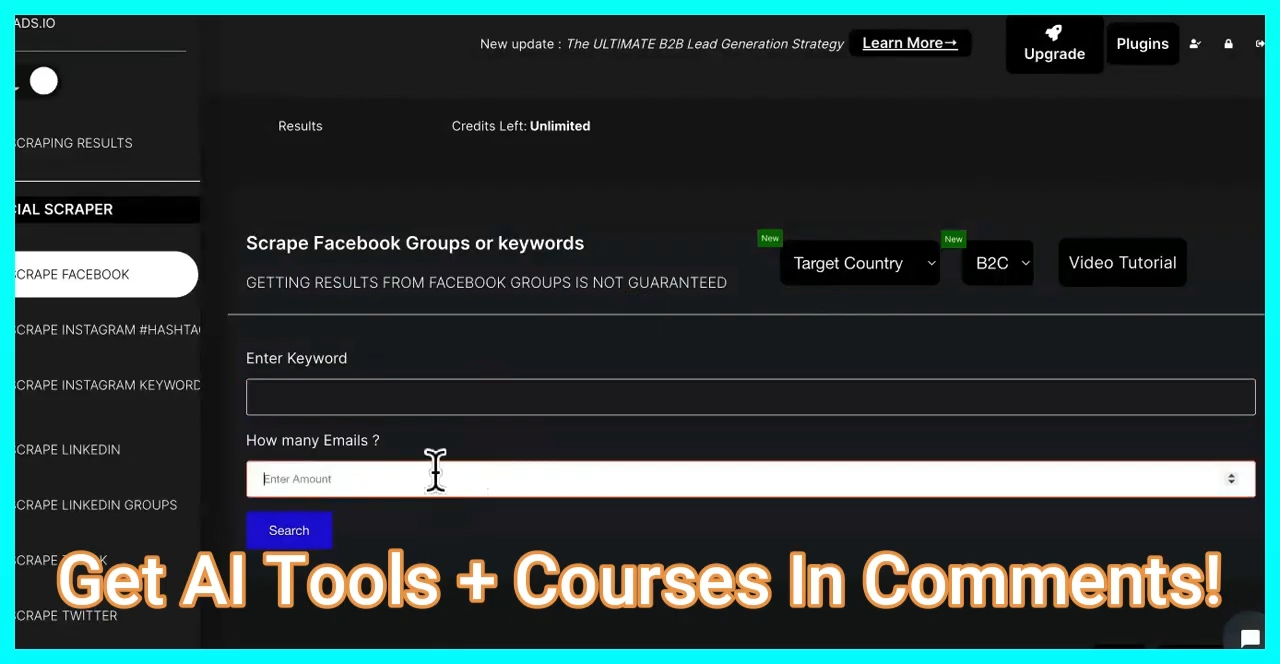 ADS.IO
New update : The ULTIMATE B2B Lead Generation Strategy Learn More→
Upgrade
Plugins
Results
Credits Left: Unlimited
SCRAPING RESULTS
CIAL SCRAPER
SCRAPE FACEBOOK
SCRAPE INSTAGRAM #HASHTAG
SCRAPE INSTAGRAM KEYWORD
SCRAPE LINKEDIN
SCRAPE LINKEDIN GROUPS
SCRAPE
SCRAPE TWITTER
Scrape Facebook Groups or keywords
GETTING RESULTS FROM FACEBOOK GROUPS IS NOT GUARANTEED
New
Target Country
New
B2C
Video Tutorial
Enter Keyword
How many Emails ?
Enter Amount
Search
Get AI Tools + Courses In Comments!